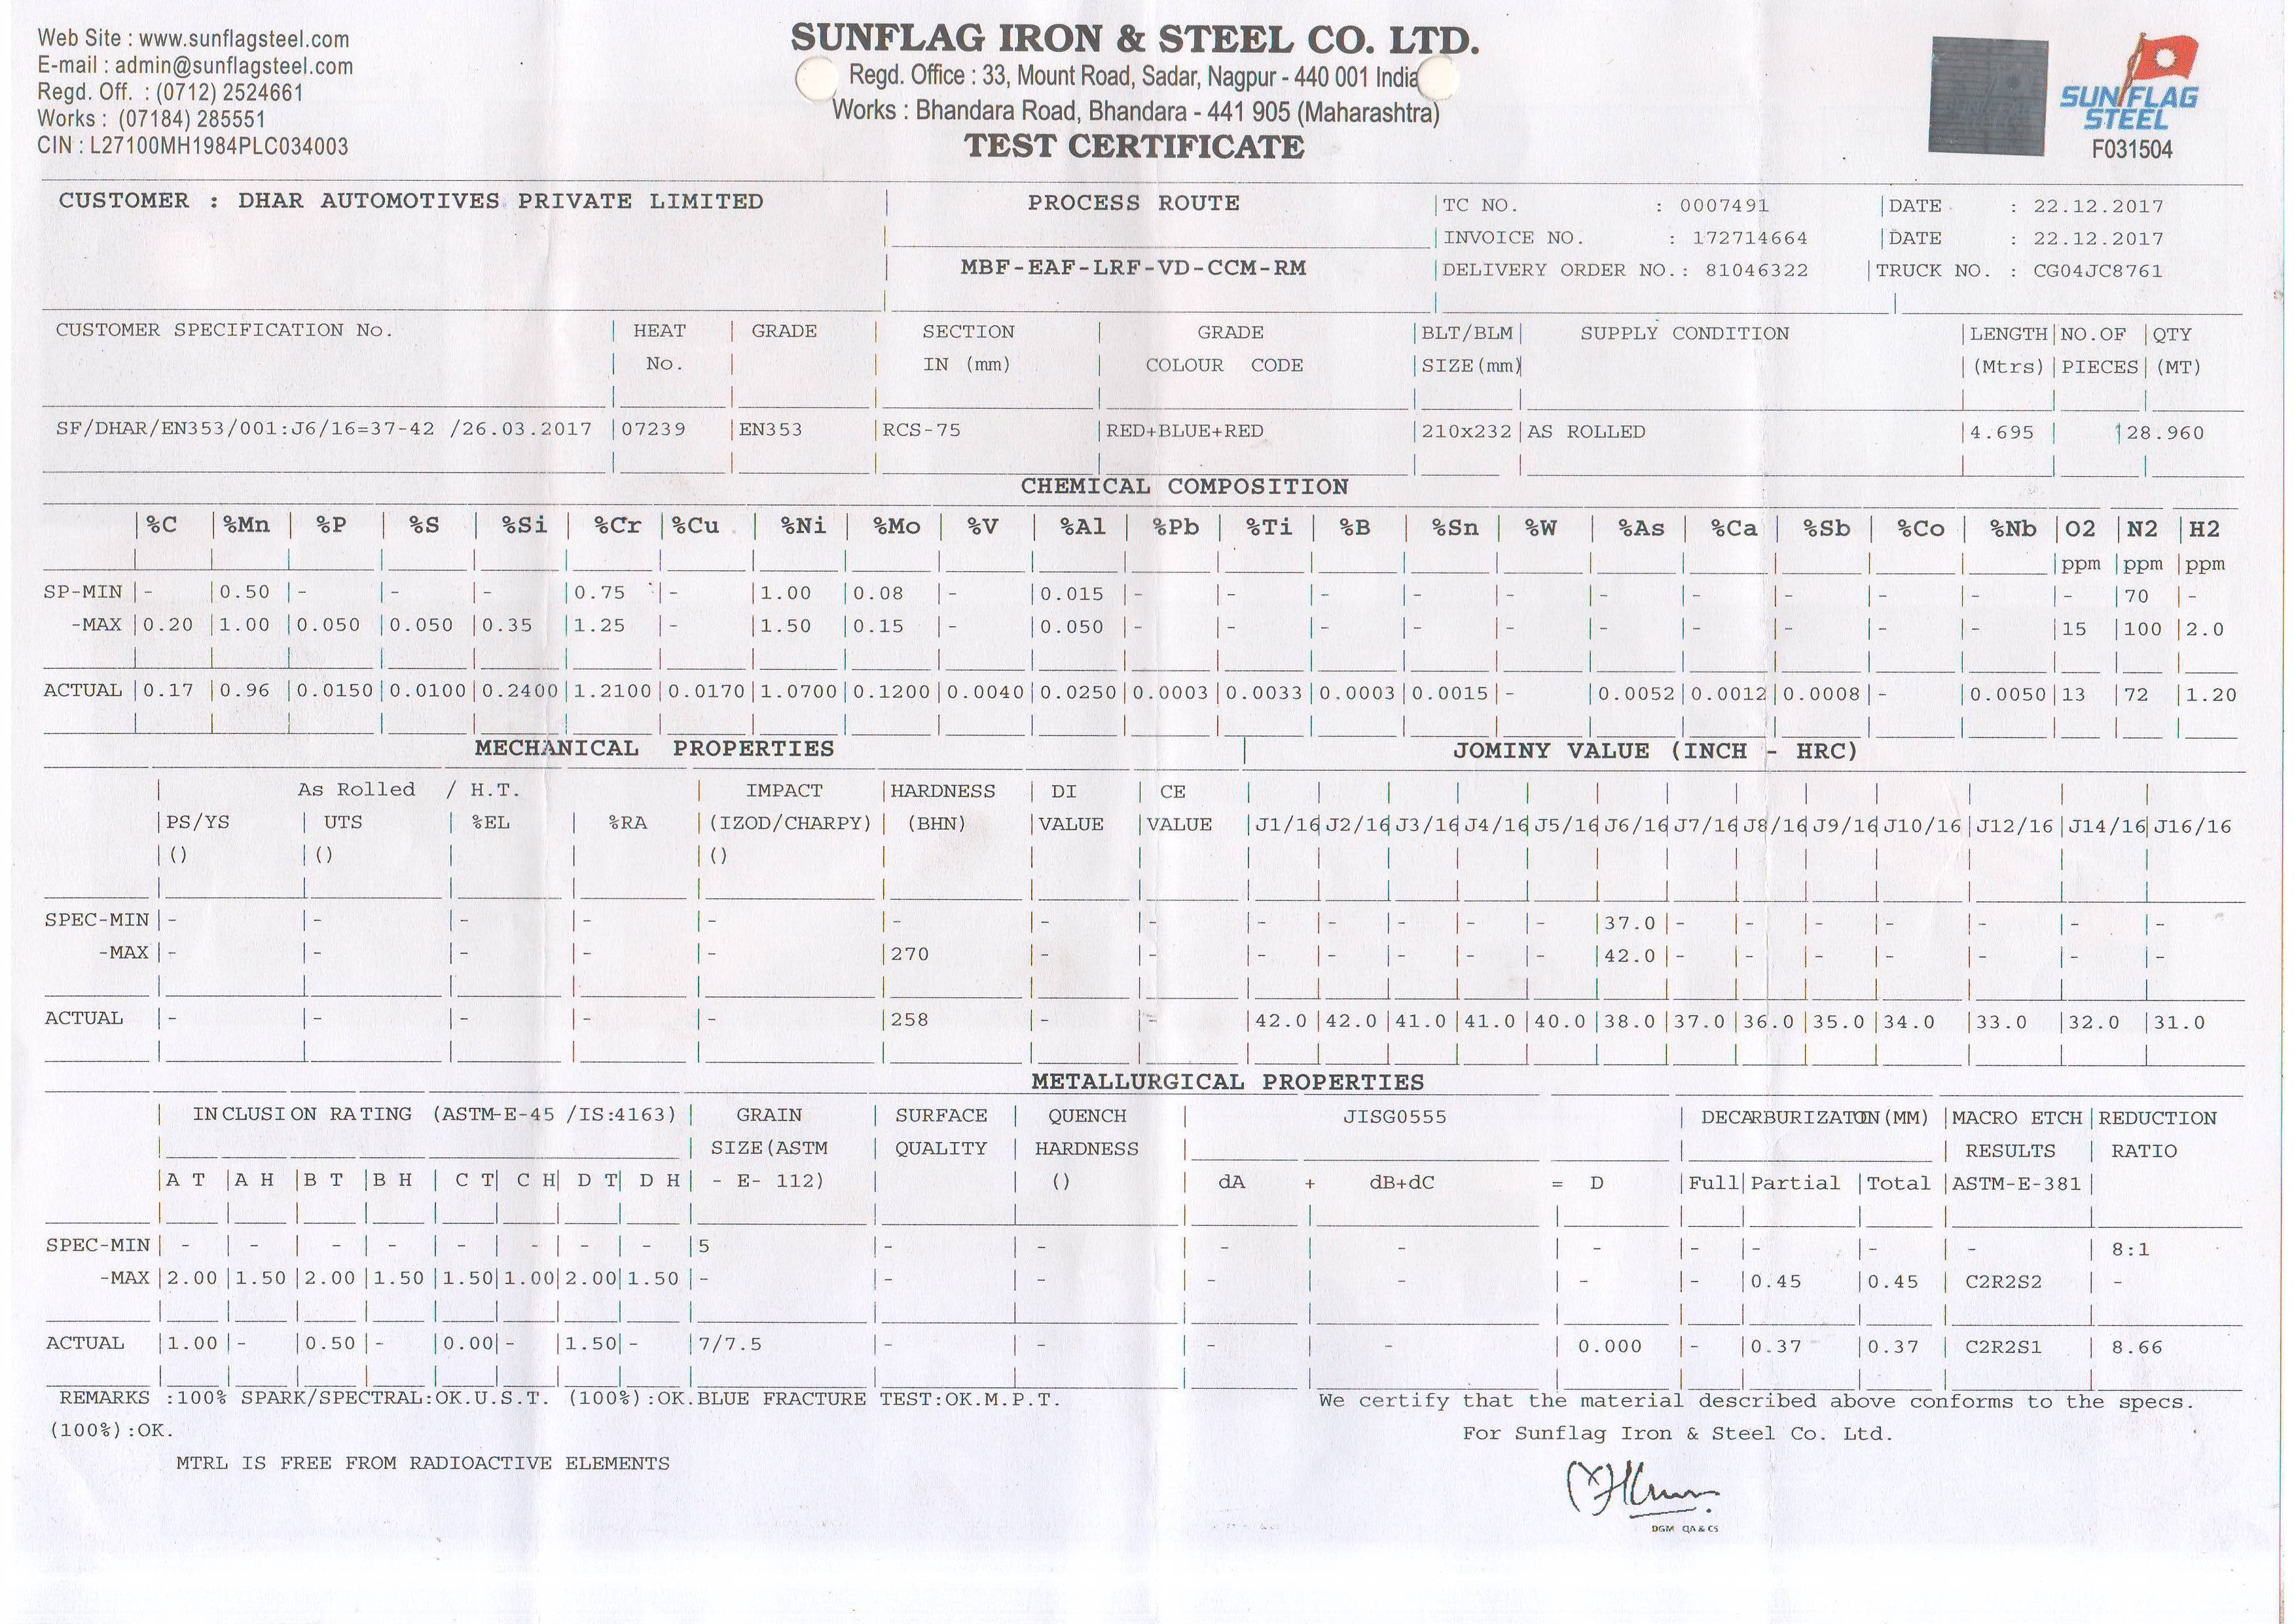 Web Site : www.sunflagsteel.com
E-mail : admin@sunflagsteel.com
Regd. Off. : (0712) 2524661
Works : (07184) 285551
CIN : L27100MH1984PLC034003
SUNFLAG IRON & STEEL CO. LTD.
Regd. Office : 33, Mount Road, Sadar, Nagpur - 440 001 India
Works : Bhandara Road, Bhandara - 441 905 (Maharashtra)
TEST CERTIFICATE
SUN FLAG
STEEL
F031504
CUSTOMER : DHAR AUTOMOTIVES PRIVATE LIMITED
PROCESS ROUTE
MBF-EAF-LRF-VD-CCM-RM
TC NO. : 0007491 DATE : 22.12.2017
INVOICE NO. : 172714664 DATE : 22.12.2017
DELIVERY ORDER NO.: 81046322 TRUCK NO. : CG04JC8761
CUSTOMER SPECIFICATION No. | HEAT | GRADE | SECTION | GRADE | BLT/BLM | SUPPLY CONDITION | LENGTH | NO.OF | QTY
No. | | IN (mm) | COLOUR CODE | SIZE(mm) | | (Mtrs) | PIECES | (MT)
SF/DHAR/EN353/001:J6/16=37-42 /26.03.2017 | 07239 | EN353 | RCS-75 | RED+BLUE+RED | 210x232 | AS ROLLED | 4.695 | | 28.960
CHEMICAL COMPOSITION
|%C |%Mn | %P | %S | %Si | %Cr |%Cu | %Ni | %Mo | %V | %Al | %Pb | %Ti | %B | %Sn | %W | %As | %Ca | %Sb | %Co | %Nb |O2 |N2 |H2
|ppm |ppm |ppm
SP-MIN |- |0.50 |- |- |- |0.75 |- |1.00 |0.08 |- |0.015 |- |- |- |- |- |- |- |- |- |- |- |70 |-
-MAX |0.20 |1.00 |0.050 |0.050 |0.35 |1.25 |- |1.50 |0.15 |- |0.050 |- |- |- |- |- |- |- |- |- |- |15 |100 |2.0
ACTUAL |0.17 |0.96 |0.0150|0.0100|0.2400|1.2100|0.0170|1.0700|0.1200|0.0040|0.0250|0.0003|0.0033|0.0003|0.0015|- |0.0052|0.0012|0.0008|- |0.0050|13 |72 |1.20
MECHANICAL PROPERTIES | JOMINY VALUE (INCH - HRC)
| As Rolled / H.T. | IMPACT |HARDNESS | DI | CE
|PS/YS | UTS | %EL | %RA |(IZOD/CHARPY)| (BHN) |VALUE |VALUE |J1/16|J2/16|J3/16|J4/16|J5/16|J6/16|J7/16|J8/16|J9/16|J10/16|J12/16|J14/16|J16/16
|() |() | | |()
SPEC-MIN |- |- |- |- |- |- |- |- |- |- |- |- |- |37.0 |- |- |- |- |- |- |-
-MAX |- |- |- |- |- |270 |- |- |- |- |- |- |- |42.0 |- |- |- |- |- |- |-
ACTUAL |- |- |- |- |- |258 |- |- |42.0 |42.0 |41.0 |41.0 |40.0 |38.0 |37.0 |36.0 |35.0 |34.0 |33.0 |32.0 |31.0
METALLURGICAL PROPERTIES
| INCLUSION RATING (ASTM-E-45 /IS:4163) | GRAIN | SURFACE | QUENCH | JISG0555 | DECARBURIZATON(MM) |MACRO ETCH|REDUCTION
SIZE(ASTM | QUALITY | HARDNESS | RESULTS | RATIO
|A T |A H |B T |B H | C T| C H| D T| D H| - E- 112) | | () | dA + dB+dC = D |Full|Partial |Total |ASTM-E-381|
SPEC-MIN | - | - | - | - | - | - | - | - |5 |- | - | - | - | - |- |- |- | - | 8:1
-MAX |2.00 |1.50 |2.00 |1.50 |1.50|1.00|2.00|1.50 |- |- | - | - | - | - |- |0.45 |0.45 | C2R2S2 | -
ACTUAL |1.00 |- |0.50 |- |0.00|- |1.50|- |7/7.5 |- | - | - | - | 0.000 |- |0.37 |0.37 | C2R2S1 | 8.66
REMARKS :100% SPARK/SPECTRAL:OK.U.S.T. (100%):OK.BLUE FRACTURE TEST:OK.M.P.T.
(100%):OK.
MTRL IS FREE FROM RADIOACTIVE ELEMENTS
We certify that the material described above conforms to the specs.
For Sunflag Iron & Steel Co. Ltd.
DGM QA & CS